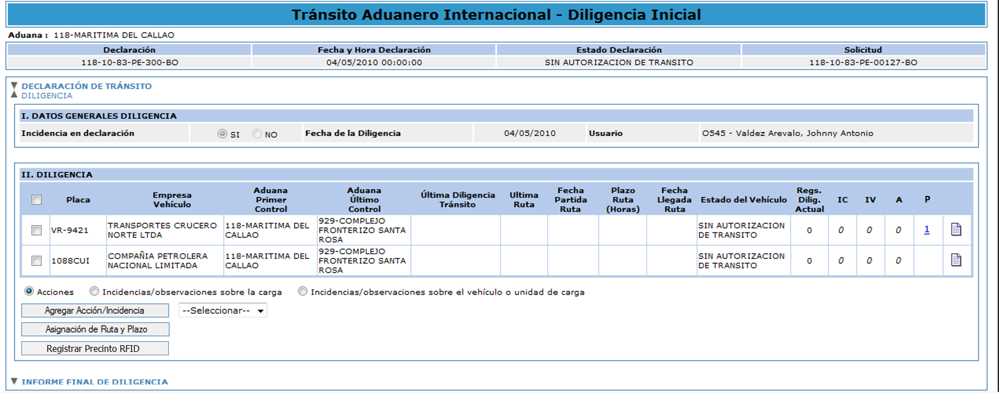 Tránsito Aduanero Internacional - Diligencia Inicial
Aduana : 118-MARITIMA DEL CALLAO
Declaración Fecha y Hora Declaración Estado Declaración Solicitud
118-10-83-PE-300-BO 04/05/2010 00:00:00 SIN AUTORIZACION DE TRANSITO 118-10-83-PE-00127-BO
DECLARACIÓN DE TRÁNSITO
DILIGENCIA
I. DATOS GENERALES DILIGENCIA
Incidencia en declaración SI NO Fecha de la Diligencia 04/05/2010 Usuario O545 - Valdez Arevalo, Johnny Antonio
II. DILIGENCIA
Placa Empresa Vehículo Aduana Primer Control Aduana Último Control Última Diligencia Tránsito Ultima Ruta Fecha Partida Ruta Plazo Ruta (Horas) Fecha Llegada Ruta Estado del Vehículo Regs. Dilig. Actual IC IV A P
VR-9421 TRANSPORTES CRUCERO NORTE LTDA 118-MARITIMA DEL CALLAO 929-COMPLEJO FRONTERIZO SANTA ROSA SIN AUTORIZACION DE TRANSITO 0 0 0 0 1
1088CUI COMPAÑIA PETROLERA NACIONAL LIMITADA 118-MARITIMA DEL CALLAO 929-COMPLEJO FRONTERIZO SANTA ROSA SIN AUTORIZACION DE TRANSITO 0 0 0 0
Acciones Incidencias/observaciones sobre la carga Incidencias/observaciones sobre el vehículo o unidad de carga
Agregar Acción/Incidencia --Seleccionar--
Asignación de Ruta y Plazo
Registrar Precinto RFID
INFORME FINAL DE DILIGENCIA